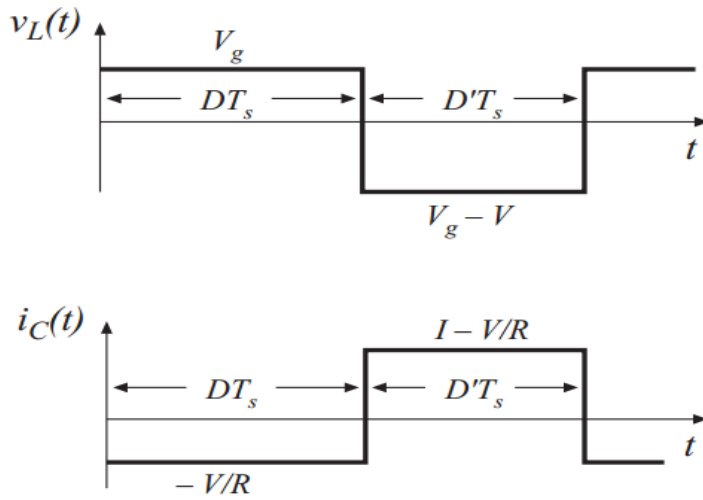 v_L(t)
V_g
DT_s
D'T_s
t
V_g – V
i_C(t)
I – V/R
DT_s
D'T_s
t
– V/R